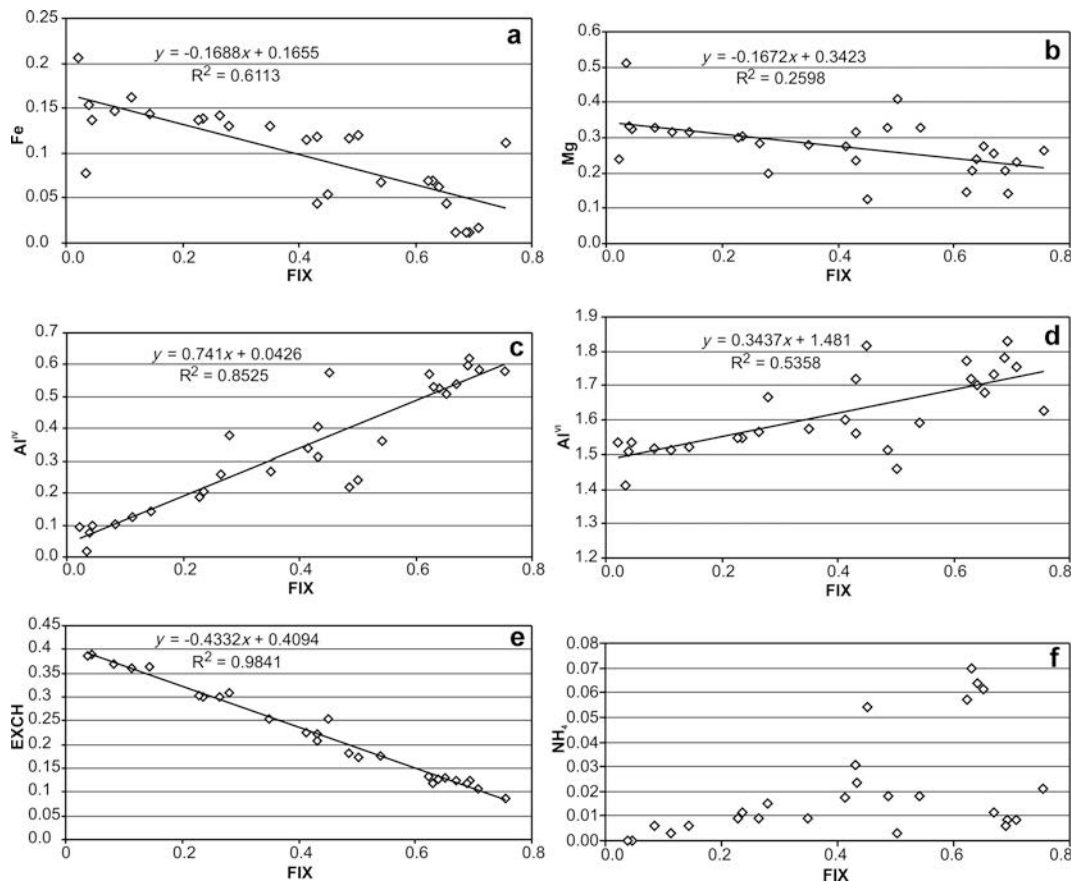 a
y = -0.1688x + 0.1655
R² = 0.6113
Fe
0.25
0.2
0.15
0.1
0.05
0.0
0.0 0.2 0.4 0.6 0.8
FIX
b
y = -0.1672x + 0.3423
R² = 0.2598
Mg
0.6
0.5
0.4
0.3
0.2
0.1
0.0
0.0 0.2 0.4 0.6 0.8
FIX
c
y = 0.741x + 0.0426
R² = 0.8525
Al^IV
0.7
0.6
0.5
0.4
0.3
0.2
0.1
0.0
0.0 0.2 0.4 0.6 0.8
FIX
d
y = 0.3437x + 1.481
R² = 0.5358
Al^VI
1.9
1.8
1.7
1.6
1.5
1.4
1.3
1.2
0.0 0.2 0.4 0.6 0.8
FIX
e
y = -0.4332x + 0.4094
R² = 0.9841
EXCH
0.45
0.4
0.35
0.3
0.25
0.2
0.15
0.1
0.05
0.00
0 0.2 0.4 0.6 0.8
FIX
f
NH₄
0.08
0.07
0.06
0.05
0.04
0.03
0.02
0.01
0.00
0.0 0.2 0.4 0.6 0.8
FIX